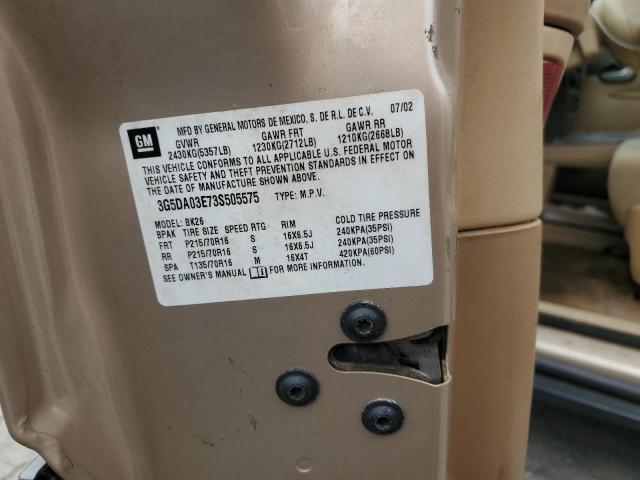 GM
MFD BY GENERAL MOTORS DE MEXICO, S. DE R.L. DE C.V. 07/02
GVWR GAWR FRT GAWR RR
2430KG(5357LB) 1230KG(2712LB) 1210KG(2668LB)
THIS VEHICLE CONFORMS TO ALL APPLICABLE U.S. FEDERAL MOTOR
VEHICLE SAFETY AND THEFT PREVENTION STANDARDS IN EFFECT ON
THE DATE OF MANUFACTURE SHOWN ABOVE.
3G5DA03E73S505575 TYPE: M.P.V.
MODEL: BK26
BPAK TIRE SIZE SPEED RTG RIM COLD TIRE PRESSURE
FRT P215/70R16 S 16X6.5J 240KPA(35PSI)
RR P215/70R16 S 16X6.5J 240KPA(35PSI)
SPA T135/70R16 M 16X4T 420KPA(60PSI)
SEE OWNER'S MANUAL FOR MORE INFORMATION.